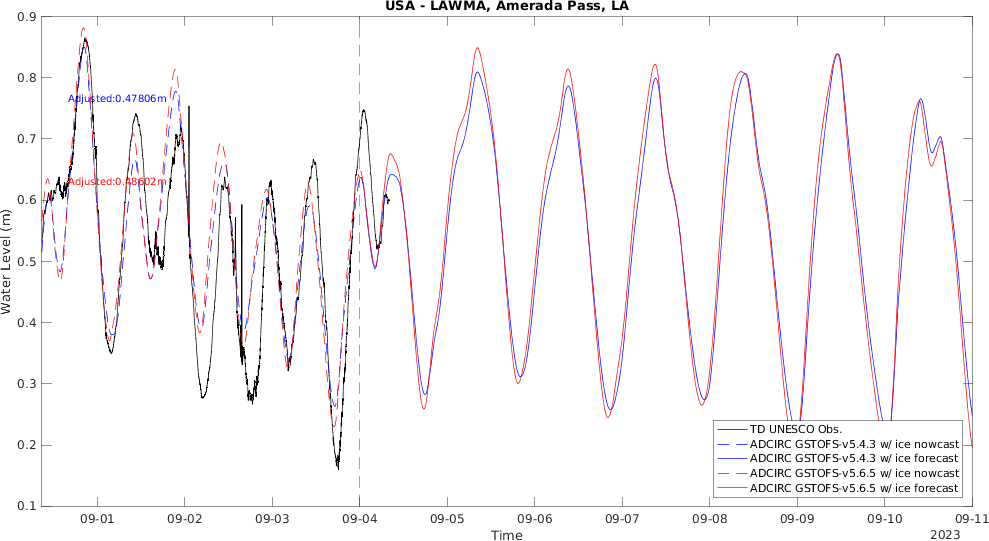 USA - LAWMA, Amerada Pass, LA
0.9
0.8
0.7
0.6
0.5
0.4
0.3
0.2
0.1
Water Level (m)
Adjusted:0.47806m
Adjusted:0.48602m
TD UNESCO Obs.
ADCIRC GSTOFS-v5.4.3 w/ ice nowcast
ADCIRC GSTOFS-v5.4.3 w/ ice forecast
ADCIRC GSTOFS-v5.6.5 w/ ice nowcast
ADCIRC GSTOFS-v5.6.5 w/ ice forecast
09-01 09-02 09-03 09-04 09-05 09-06 09-07 09-08 09-09 09-10 09-11
Time
2023